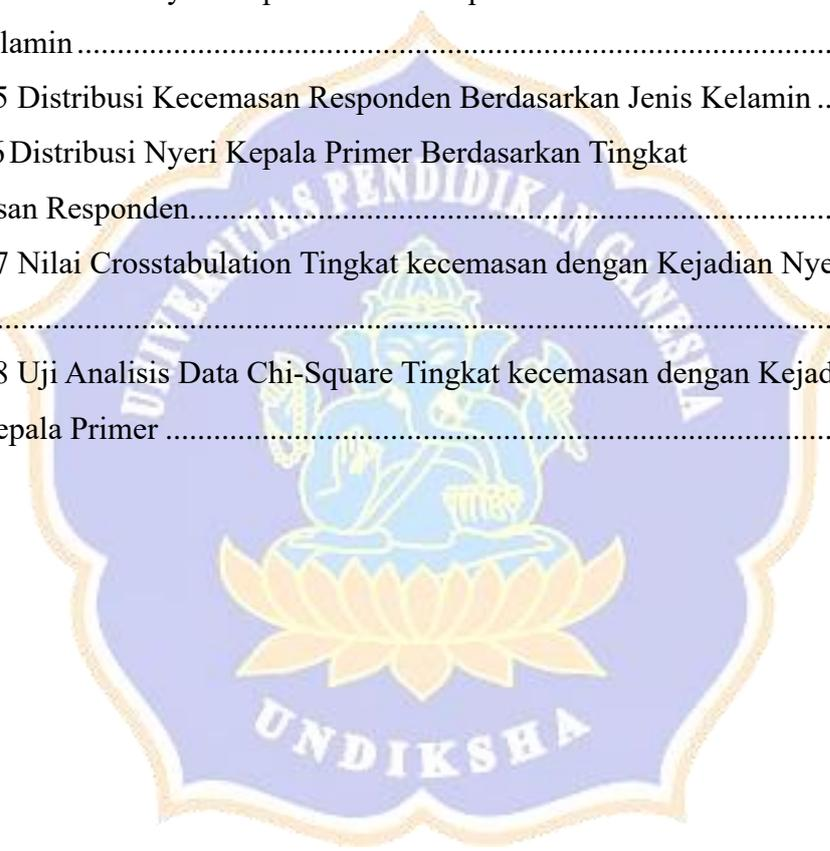 lamin ........................................................................
5 Distribusi Kecemasan Responden Berdasarkan Jenis Kelamin ..
6 Distribusi Nyeri Kepala Primer Berdasarkan Tingkat
san Responden........................................................................
7 Nilai Crosstabulation Tingkat kecemasan dengan Kejadian Nye
........................................................................
8 Uji Analisis Data Chi-Square Tingkat kecemasan dengan Kejad
epala Primer ........................................................................
UNIVERSITAS PENDIDIKAN GANESHA
UNDIKSHA